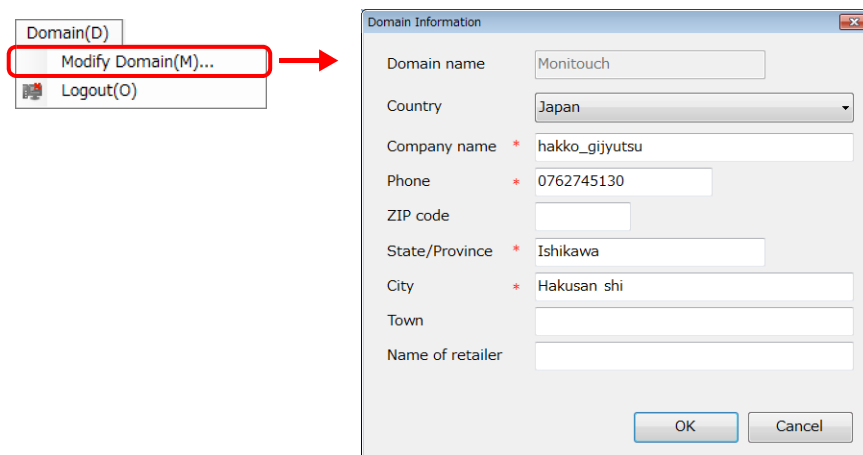 Domain(D)
Modify Domain(M)...
Logout(O)
Domain Information
Domain name Monitouch
Country Japan
Company name * hakko_gijyutsu
Phone * 0762745130
ZIP code
State/Province * Ishikawa
City * Hakusan shi
Town
Name of retailer
OK Cancel